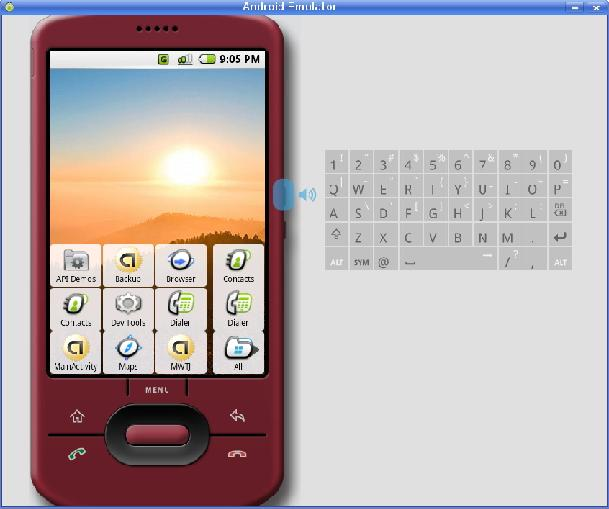 Android Emulator
G 9:05 PM
API Demos Backup Browser Contacts
Contacts Dev Tools Dialer Dialer
MainActivity Maps MWTJ All
MENU
1 ! 2 3 # 4 $ 5 % 6 ^ 7 & 8 * 9 ( 0 )
Q W E R T Y U I O P
A S D F G H J K L DEL
Z X C V B N M .
ALT SYM @ / ? , ALT